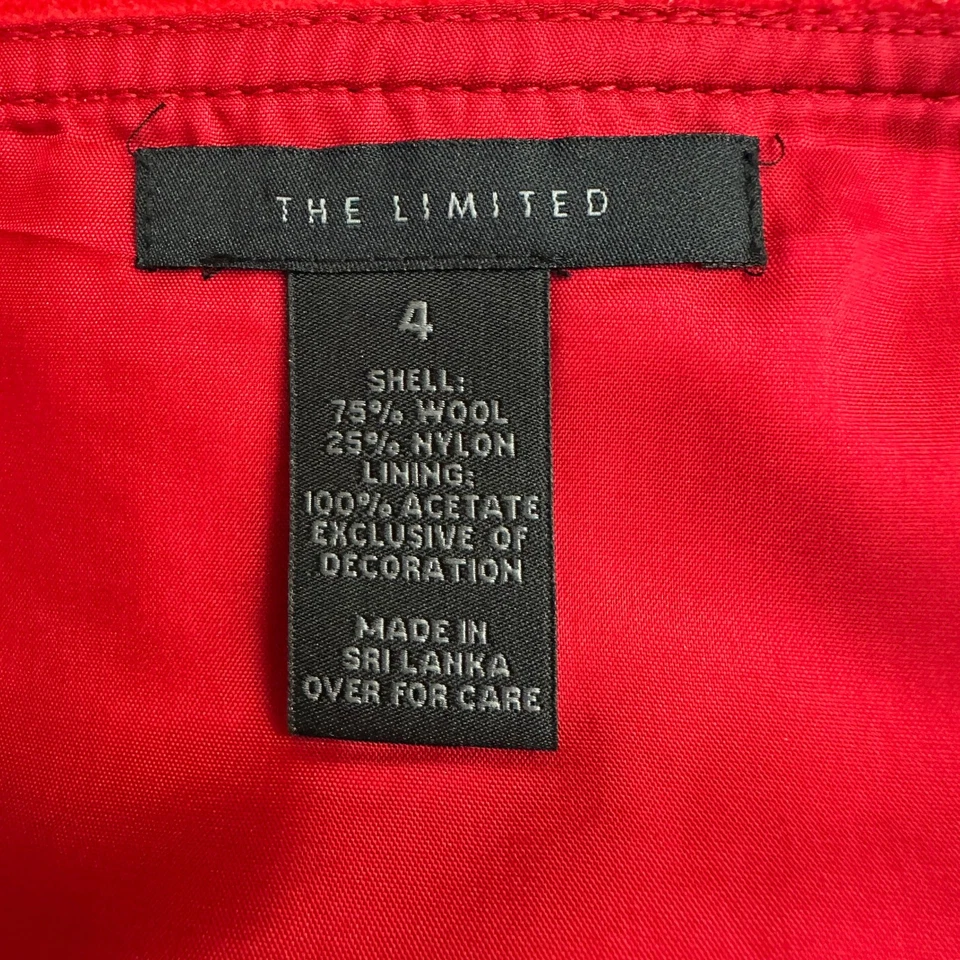 THE LIMITED
4
SHELL:
75% WOOL
25% NYLON
LINING:
100% ACETATE
EXCLUSIVE OF
DECORATION
MADE IN
SRI LANKA
OVER FOR CARE